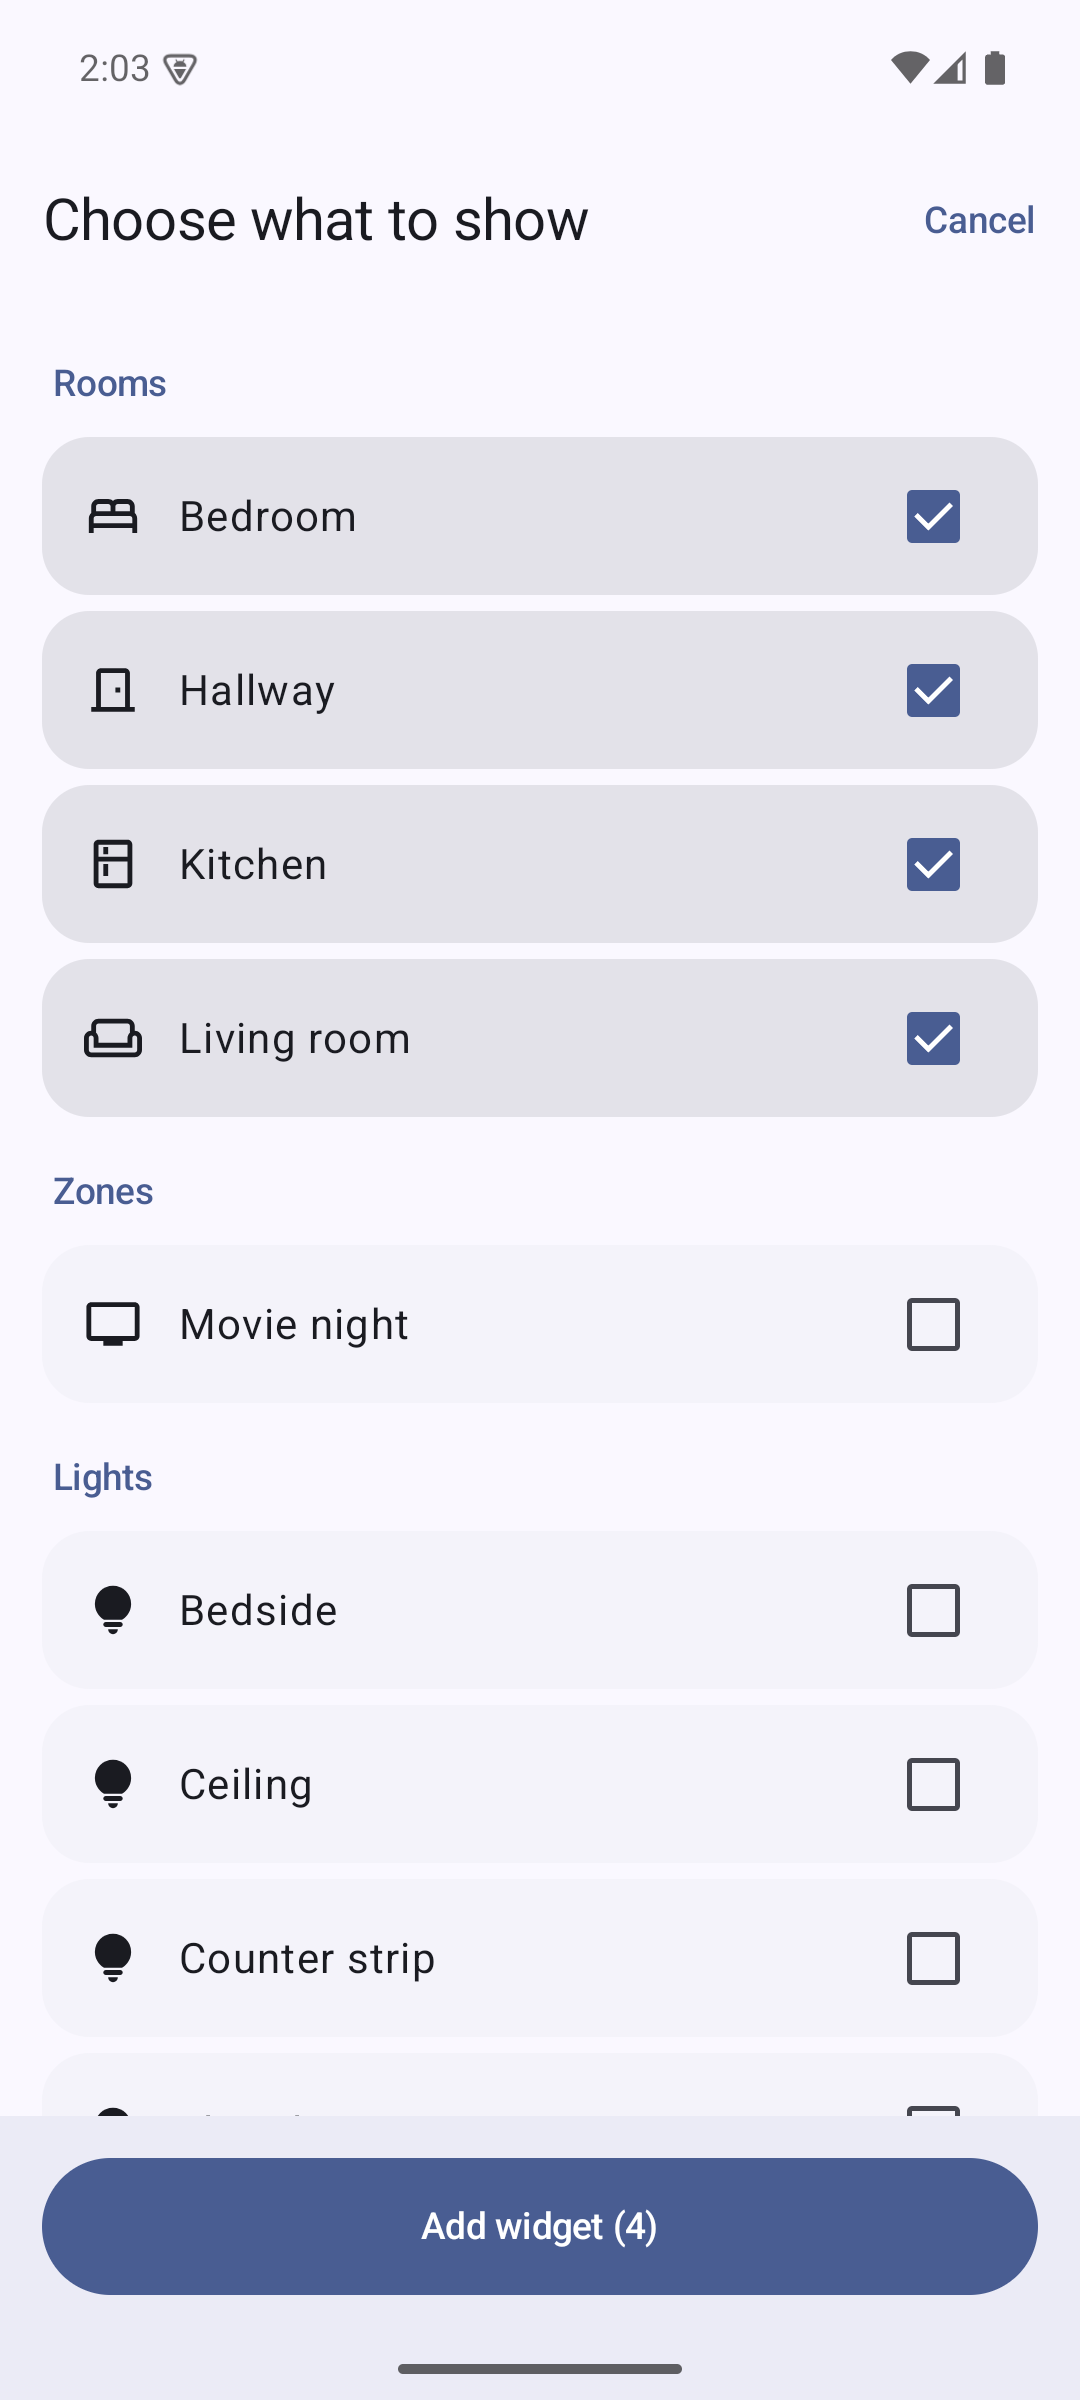 2:03
Choose what to show
Cancel
Rooms
Bedroom
Hallway
Kitchen
Living room
Zones
Movie night
Lights
Bedside
Ceiling
Counter strip
Add widget (4)